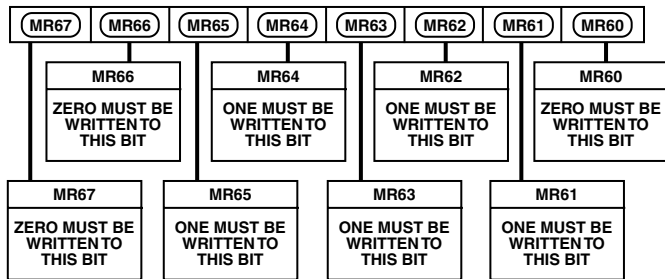 MR67 MR66 MR65 MR64 MR63 MR62 MR61 MR60
MR66
ZERO MUST BE
WRITTEN TO
THIS BIT
MR64
ONE MUST BE
WRITTEN TO
THIS BIT
MR62
ONE MUST BE
WRITTEN TO
THIS BIT
MR60
ZERO MUST BE
WRITTEN TO
THIS BIT
MR67
ZERO MUST BE
WRITTEN TO
THIS BIT
MR65
ONE MUST BE
WRITTEN TO
THIS BIT
MR63
ONE MUST BE
WRITTEN TO
THIS BIT
MR61
ONE MUST BE
WRITTEN TO
THIS BIT